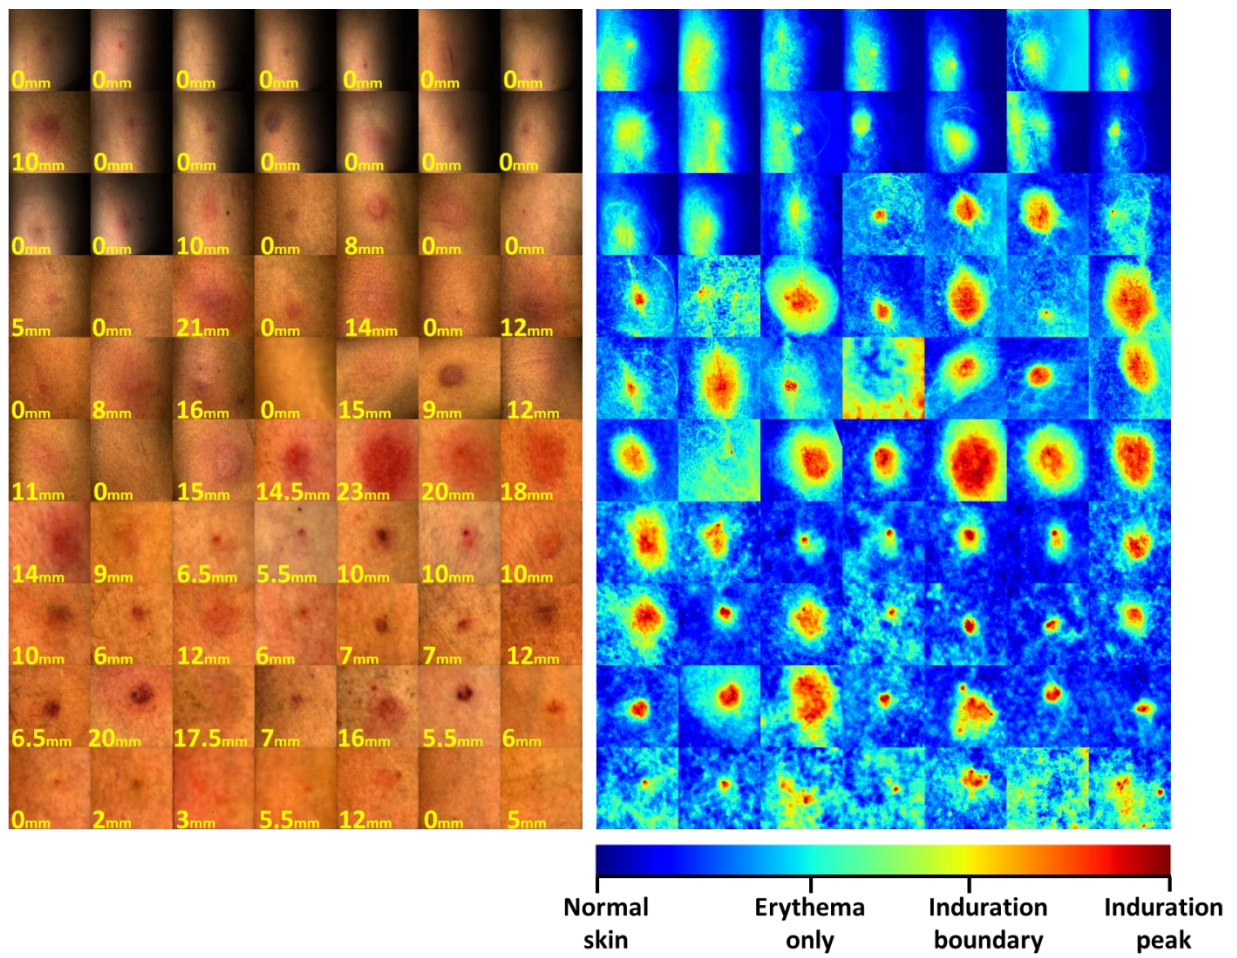 0mm 0mm 0mm 0mm 0mm 0mm 0mm
10mm 0mm 0mm 0mm 0mm 0mm 0mm
0mm 0mm 10mm 0mm 8mm 0mm 0mm
5mm 0mm 21mm 0mm 14mm 0mm 12mm
0mm 8mm 16mm 0mm 15mm 9mm 12mm
11mm 0mm 15mm 14.5mm 23mm 20mm 18mm
14mm 9mm 6.5mm 5.5mm 10mm 10mm 10mm
10mm 6mm 12mm 6mm 7mm 7mm 12mm
6.5mm 20mm 17.5mm 7mm 16mm 5.5mm 6mm
0mm 2mm 3mm 5.5mm 12mm 0mm 5mm
Normal skin
Erythema only
Induration boundary
Induration peak